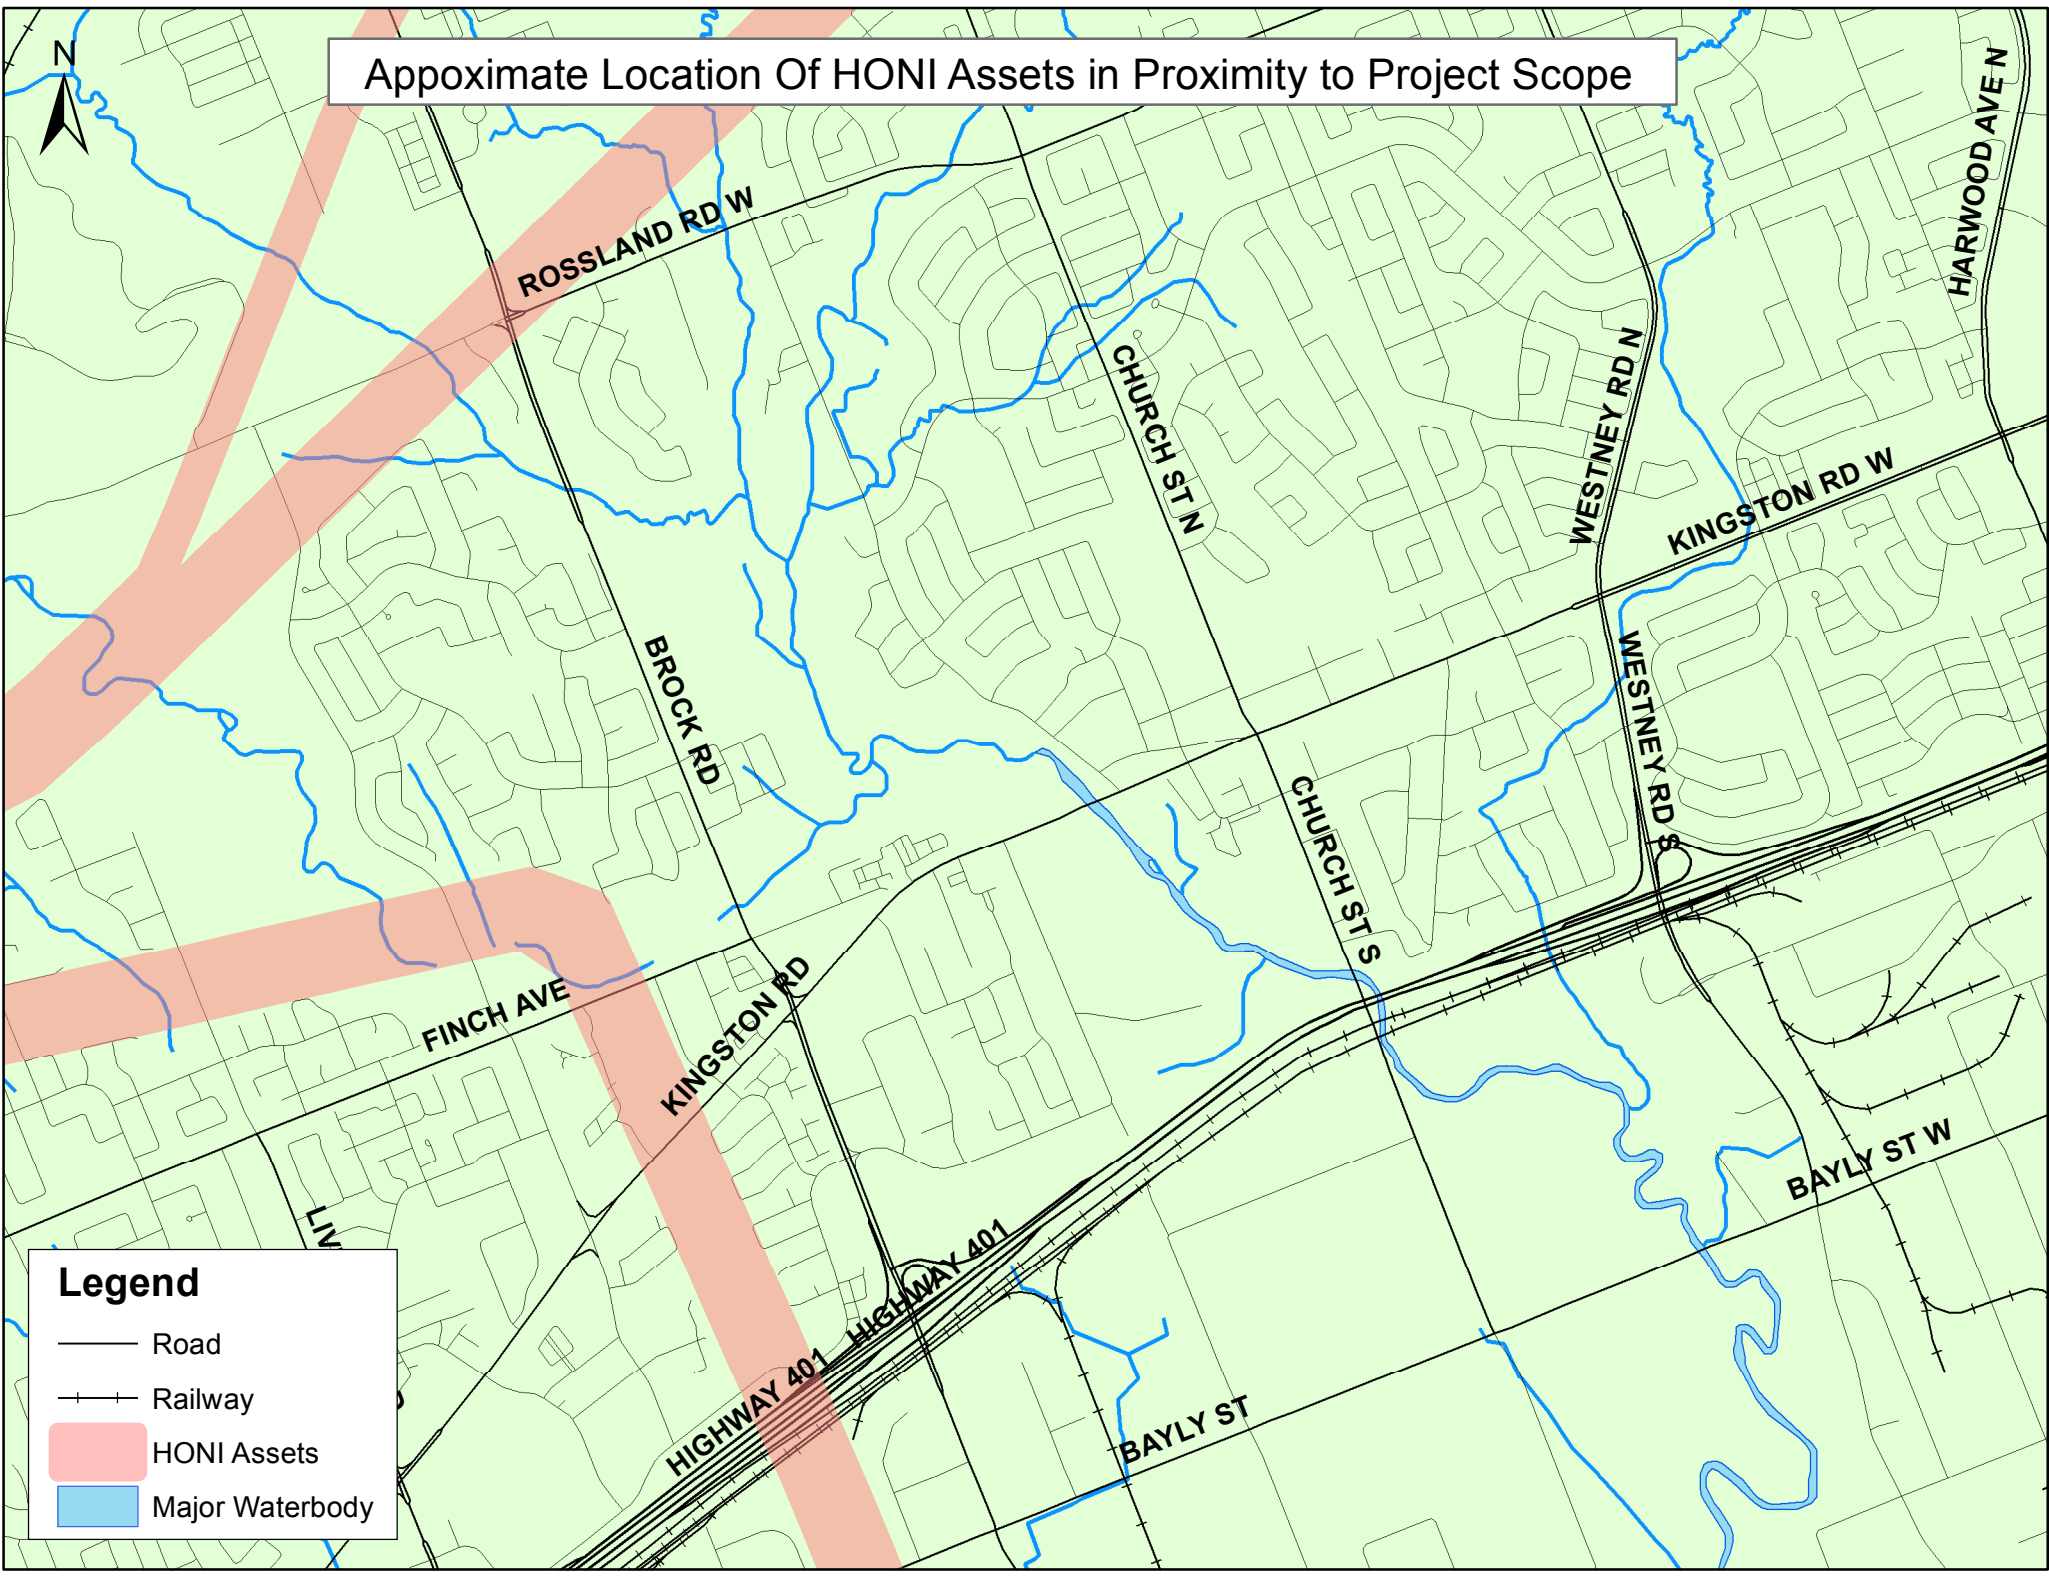 Appoximate Location Of HONI Assets in Proximity to Project Scope
N
HARWOOD AVE N
ROSSLAND RD W
CHURCH ST N
WESTNEY RD N
KINGSTON RD W
BROCK RD
WESTNEY RD S
CHURCH ST S
FINCH AVE
KINGSTON RD
BAYLY ST W
LIV
HIGHWAY 401
HIGHWAY 401
BAYLY ST
Legend
Road
Railway
HONI Assets
Major Waterbody